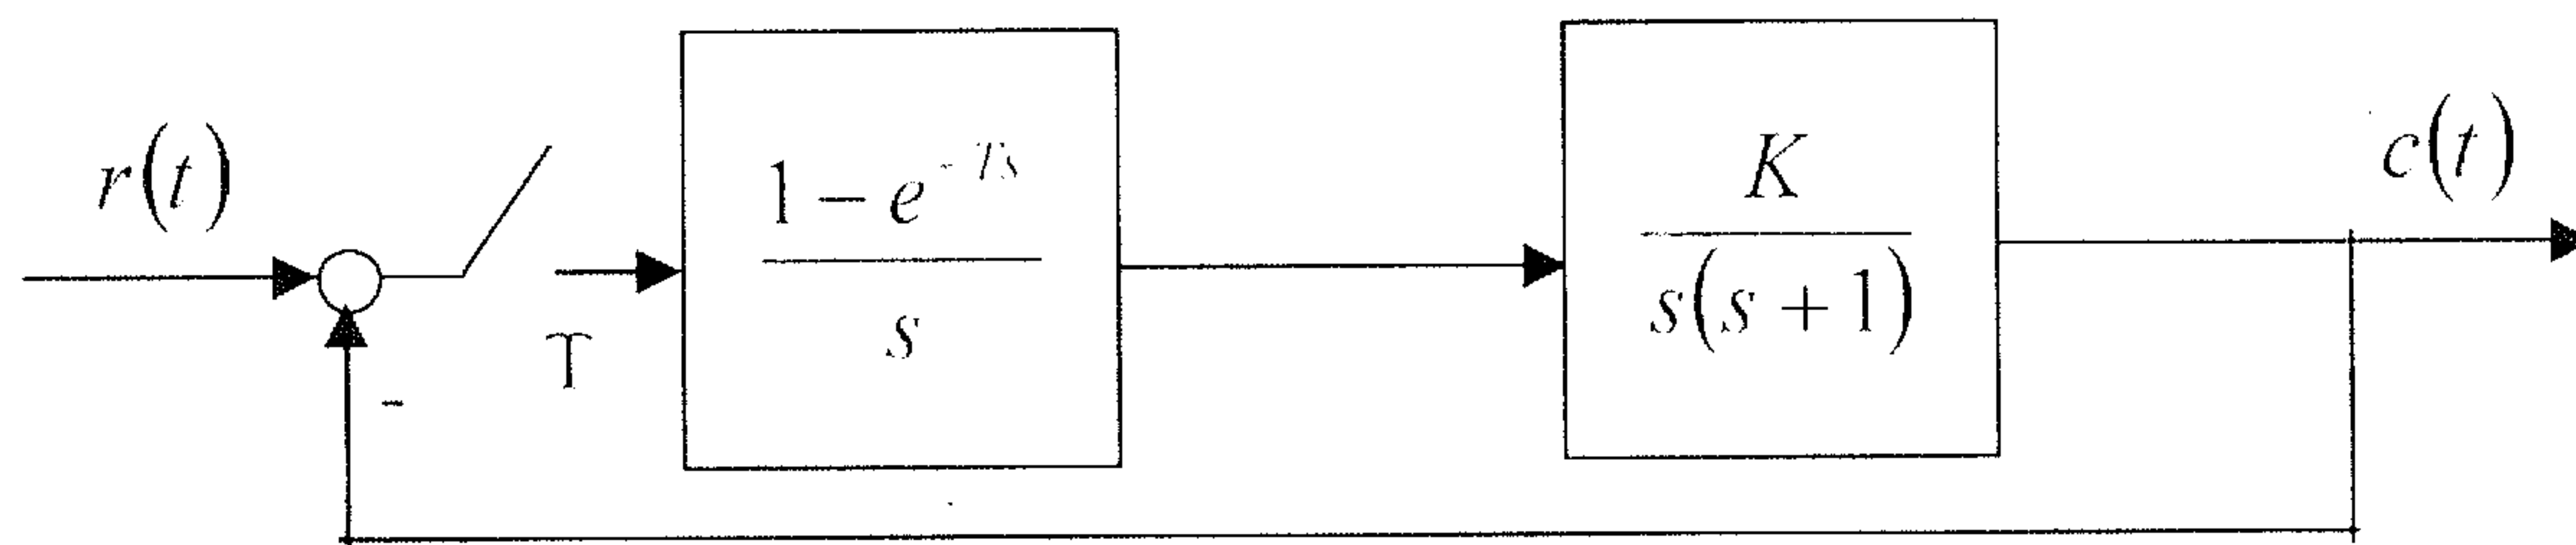 r(t)
T
-
1 - e^{-Ts}
s
K
s(s + 1)
c(t)